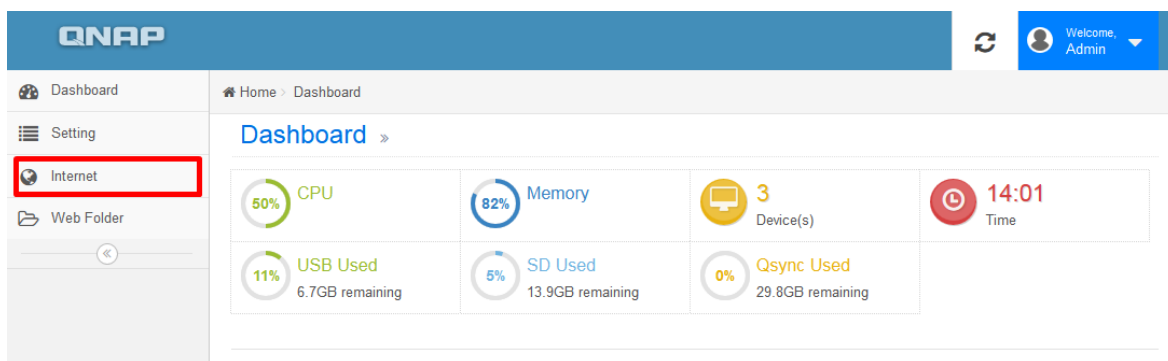 QNAP
Welcome,
Admin
Dashboard
Setting
Internet
Web Folder
Home > Dashboard
Dashboard »
50%
CPU
82%
Memory
3
Device(s)
14:01
Time
11%
USB Used
6.7GB remaining
5%
SD Used
13.9GB remaining
0%
Qsync Used
29.8GB remaining